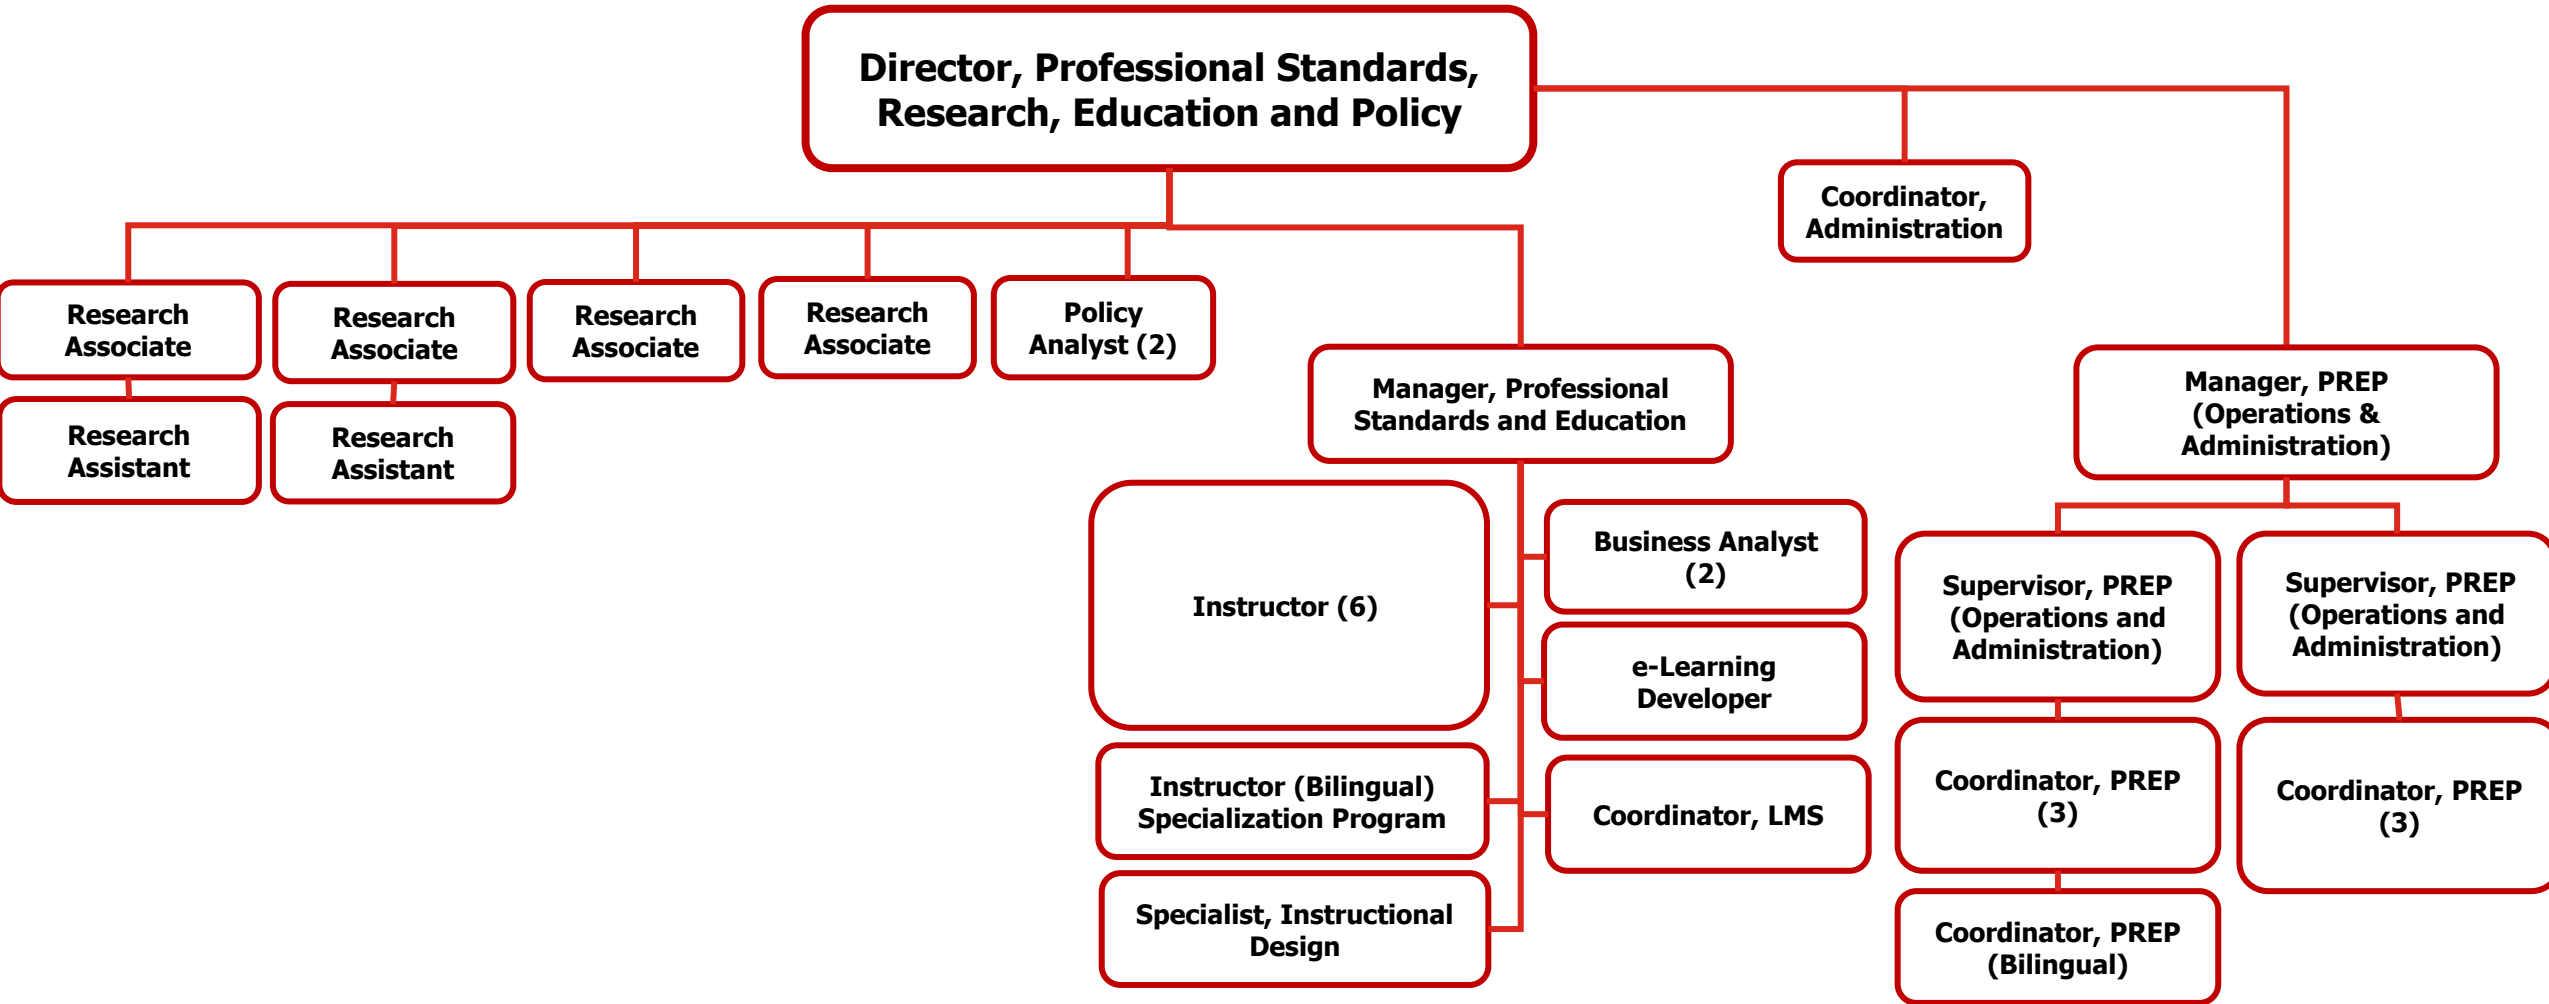 Director, Professional Standards,
Research, Education and Policy
Coordinator,
Administration
Research
Associate
Research
Associate
Research
Associate
Research
Associate
Policy
Analyst (2)
Research
Assistant
Research
Assistant
Manager, Professional
Standards and Education
Manager, PREP
(Operations &
Administration)
Instructor (6)
Business Analyst
(2)
e-Learning
Developer
Instructor (Bilingual)
Specialization Program
Coordinator, LMS
Specialist, Instructional
Design
Supervisor, PREP
(Operations and
Administration)
Supervisor, PREP
(Operations and
Administration)
Coordinator, PREP
(3)
Coordinator, PREP
(3)
Coordinator, PREP
(Bilingual)